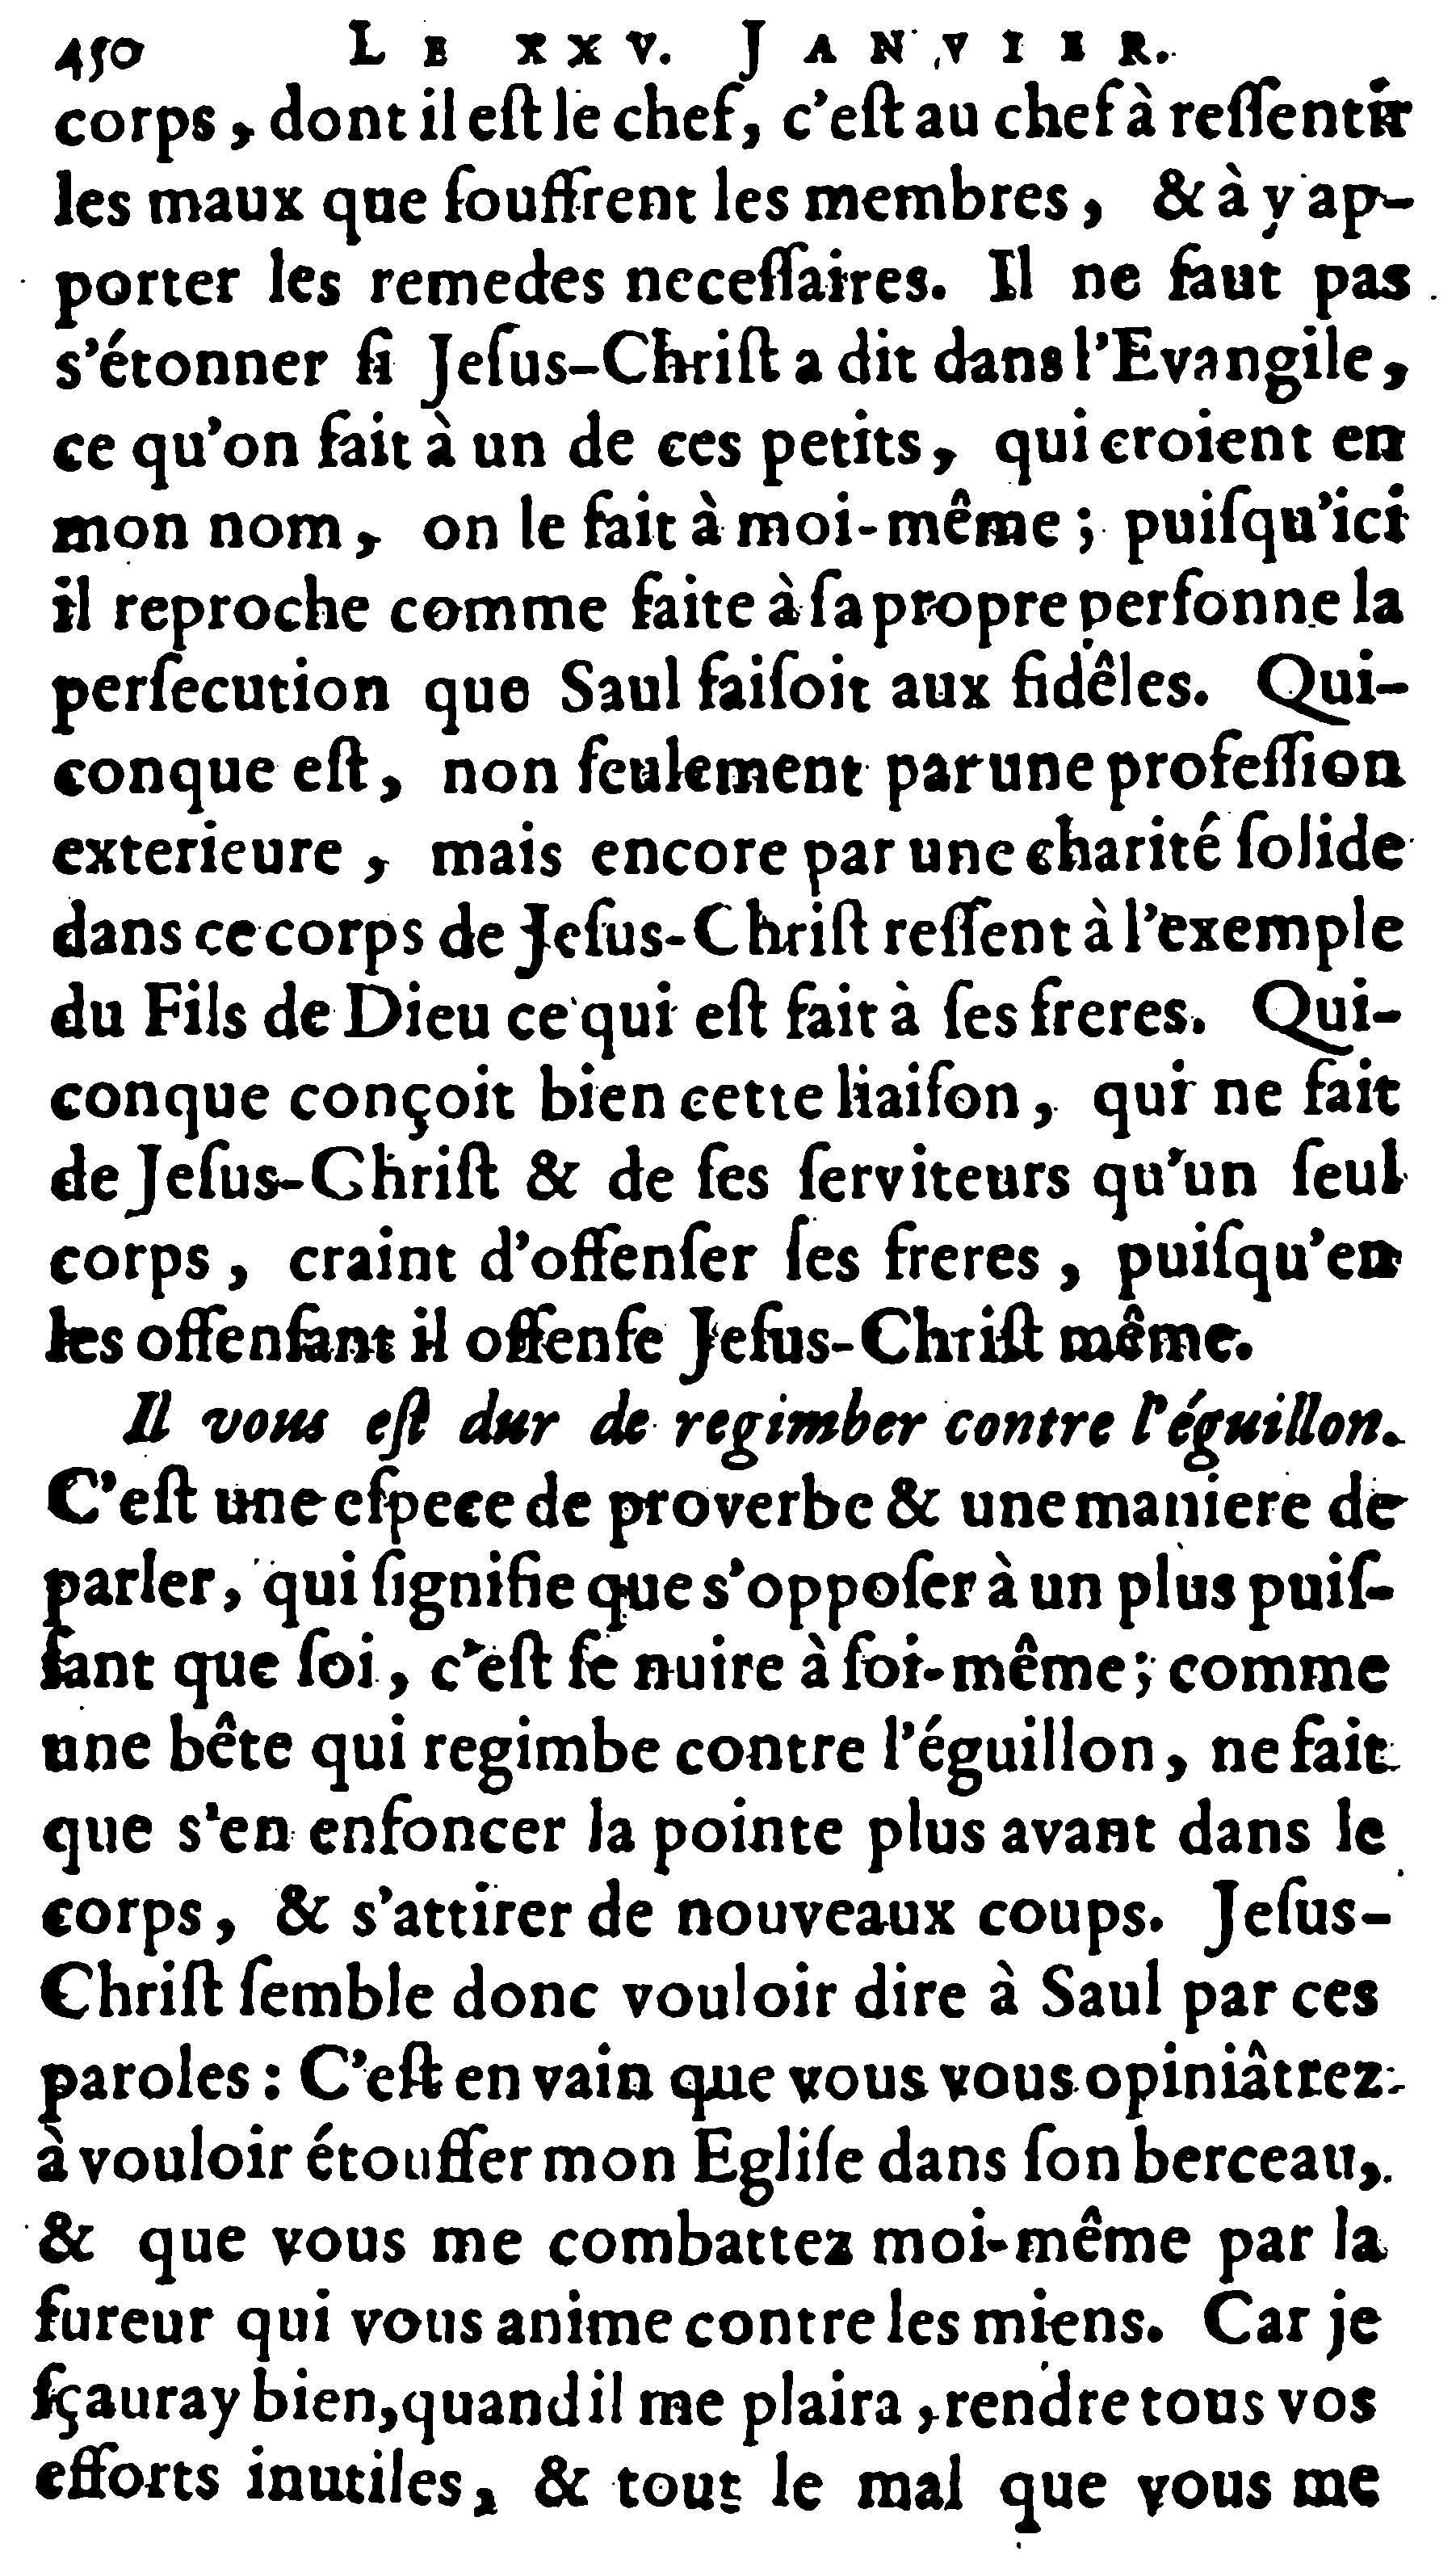 450 LE XXV. JANVIER.
corps, dont il eſt le chef, c'eſt au chef à reſſentir
les maux que ſouffrent les membres, & à y ap-
porter les remedes neceſſaires. Il ne faut pas
s'étonner ſi Jeſus-Chriſt a dit dans l'Evangile,
ce qu'on fait à un de ces petits, qui croient en
mon nom, on le fait à moi-même; puiſqu'ici
il reproche comme faite à ſa propre perſonne la
perſecution que Saul faiſoit aux fidêles. Qui-
conque eſt, non ſeulement par une profeſſion
exterieure, mais encore par une charité ſolide
dans ce corps de Jeſus-Chriſt reſſent à l'exemple
du Fils de Dieu ce qui eſt fait à ſes freres. Qui-
conque conçoit bien cette liaiſon, qui ne fait
de Jeſus-Chriſt & de ſes ſerviteurs qu'un ſeul
corps, craint d'offenſer ſes freres, puiſqu'en
les offenſant il offenſe Jeſus-Chriſt même.
Il vous eſt dur de regimber contre l'éguillon.
C'eſt une eſpece de proverbe & une maniere de
parler, qui ſignifie que s'oppoſer à un plus puiſ-
ſant que ſoi, c'eſt ſe nuire à ſoi-même; comme
une bête qui regimbe contre l'éguillon, ne fait
que s'en enfoncer la pointe plus avant dans le
corps, & s'attirer de nouveaux coups. Jeſus-
Chriſt ſemble donc vouloir dire à Saul par ces
paroles: C'eſt en vain que vous vous opiniâtrez
à vouloir étouffer mon Egliſe dans ſon berceau,
& que vous me combattez moi-même par la
fureur qui vous anime contre les miens. Car je
ſçauray bien, quand il me plaira, rendre tous vos
efforts inutiles, & tout le mal que vous me